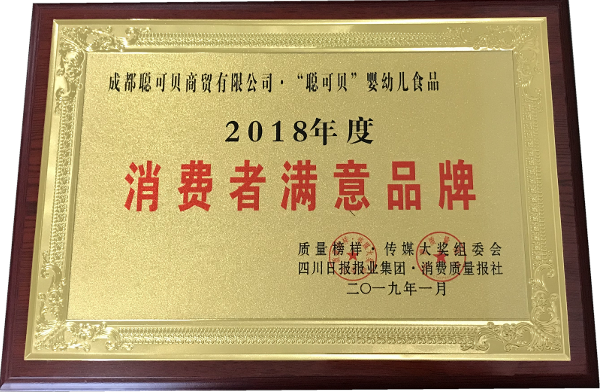 成都聪可贝商贸有限公司·“聪可贝”婴幼儿食品
2018年度
消费者满意品牌
质量榜样·传媒大奖组委会
四川日报报业集团·消费质量报社
二〇一九年一月